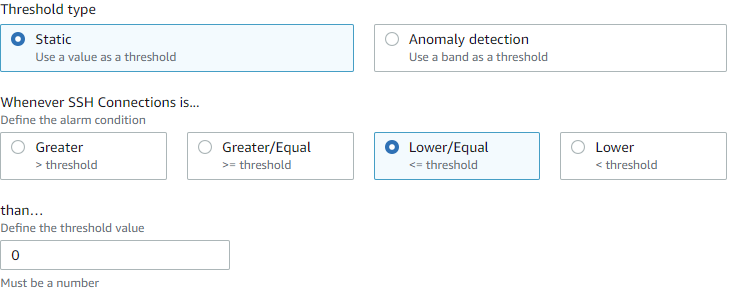 Threshold type
Static
Use a value as a threshold
Anomaly detection
Use a band as a threshold
Whenever SSH Connections is...
Define the alarm condition
Greater
> threshold
Greater/Equal
>= threshold
Lower/Equal
<= threshold
Lower
< threshold
than...
Define the threshold value
0
Must be a number